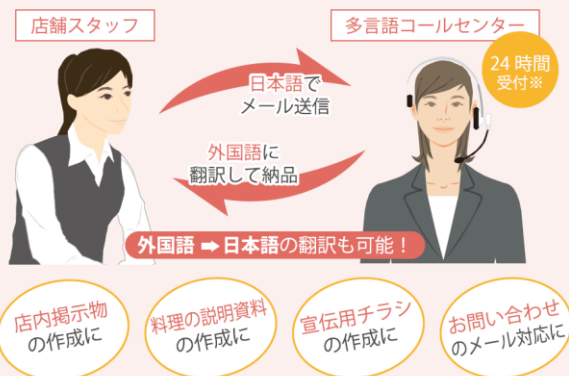 店舗スタッフ
多言語コールセンター
24 時間
受付※
日本語で
メール送信
外国語に
翻訳して納品
外国語 ➡ 日本語の翻訳も可能！
店内掲示物
の作成に
料理の説明資料
の作成に
宣伝用チラシ
の作成に
お問い合わせ
のメール対応に